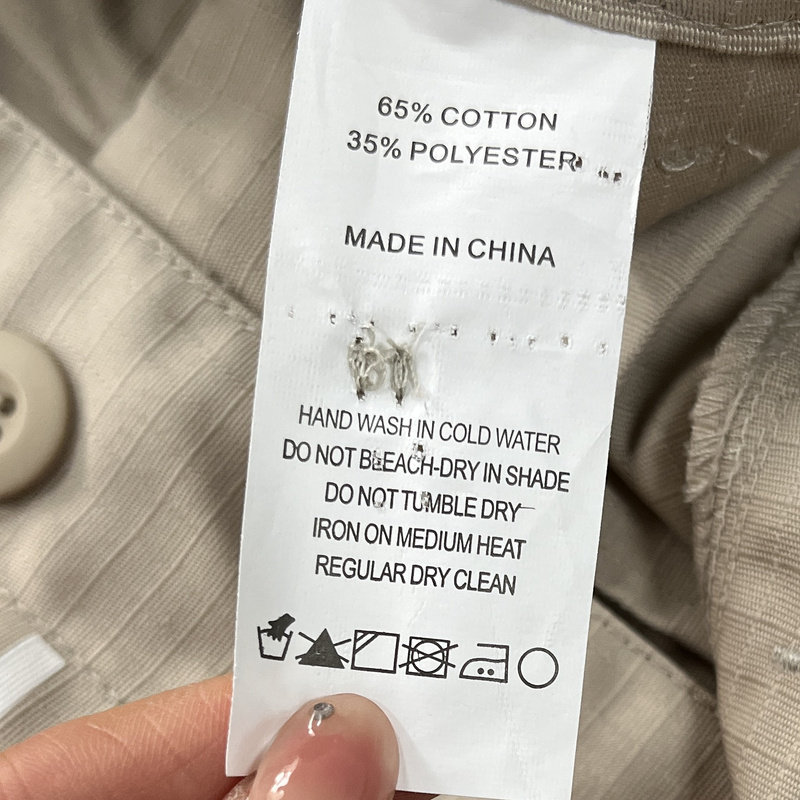 65% COTTON
35% POLYESTER
MADE IN CHINA
HAND WASH IN COLD WATER
DO NOT BLEACH-DRY IN SHADE
DO NOT TUMBLE DRY
IRON ON MEDIUM HEAT
REGULAR DRY CLEAN